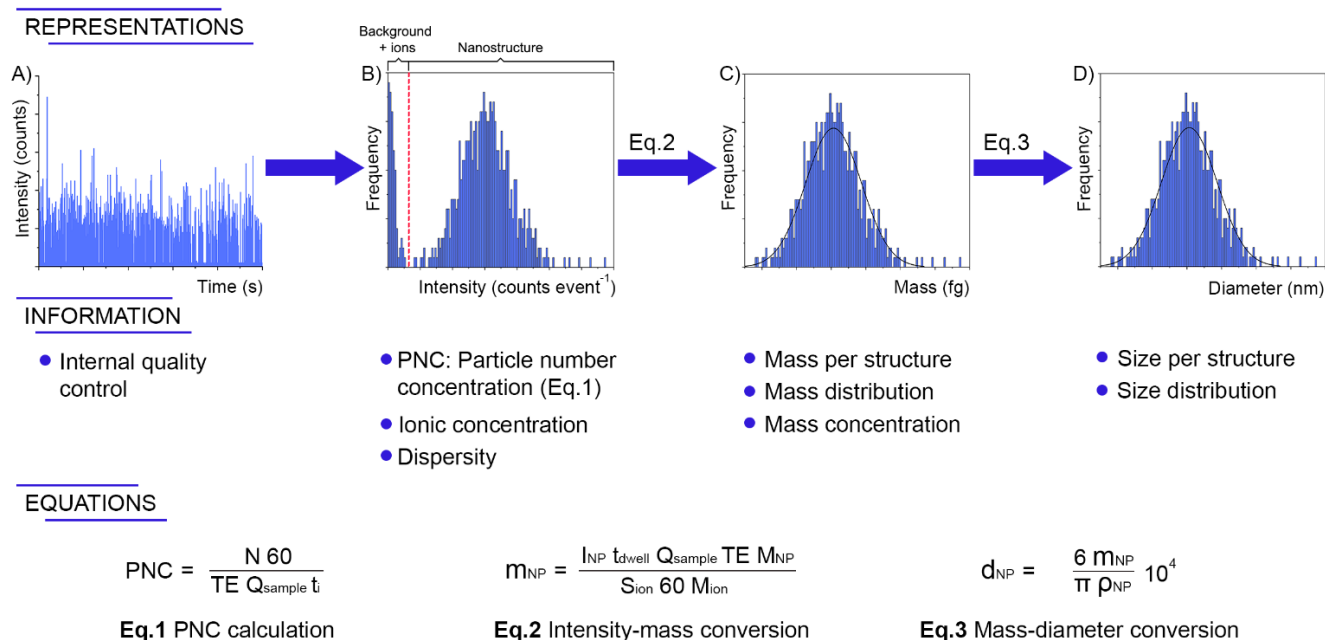 REPRESENTATIONS
Background
+ ions
Nanostructure
A)
B)
C)
D)
Intensity (counts)
Time (s)
Frequency
Intensity (counts event⁻¹)
Eq.2
Frequency
Mass (fg)
Eq.3
Frequency
Diameter (nm)
INFORMATION
● Internal quality
control
● PNC: Particle number
concentration (Eq.1)
● Ionic concentration
● Dispersity
● Mass per structure
● Mass distribution
● Mass concentration
● Size per structure
● Size distribution
EQUATIONS
PNC = N 60 / TE Qsample ti
Eq.1 PNC calculation
mNP = INP tdwell Qsample TE MNP / Sion 60 Mion
Eq.2 Intensity-mass conversion
dNP = 6 mNP / π ρNP 10⁴
Eq.3 Mass-diameter conversion